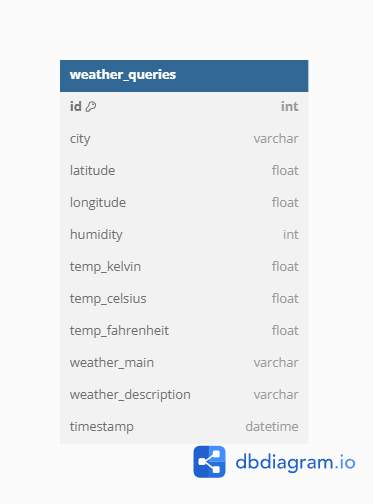 weather_queries
id int
city varchar
latitude float
longitude float
humidity int
temp_kelvin float
temp_celsius float
temp_fahrenheit float
weather_main varchar
weather_description varchar
timestamp datetime
dbdiagram.io